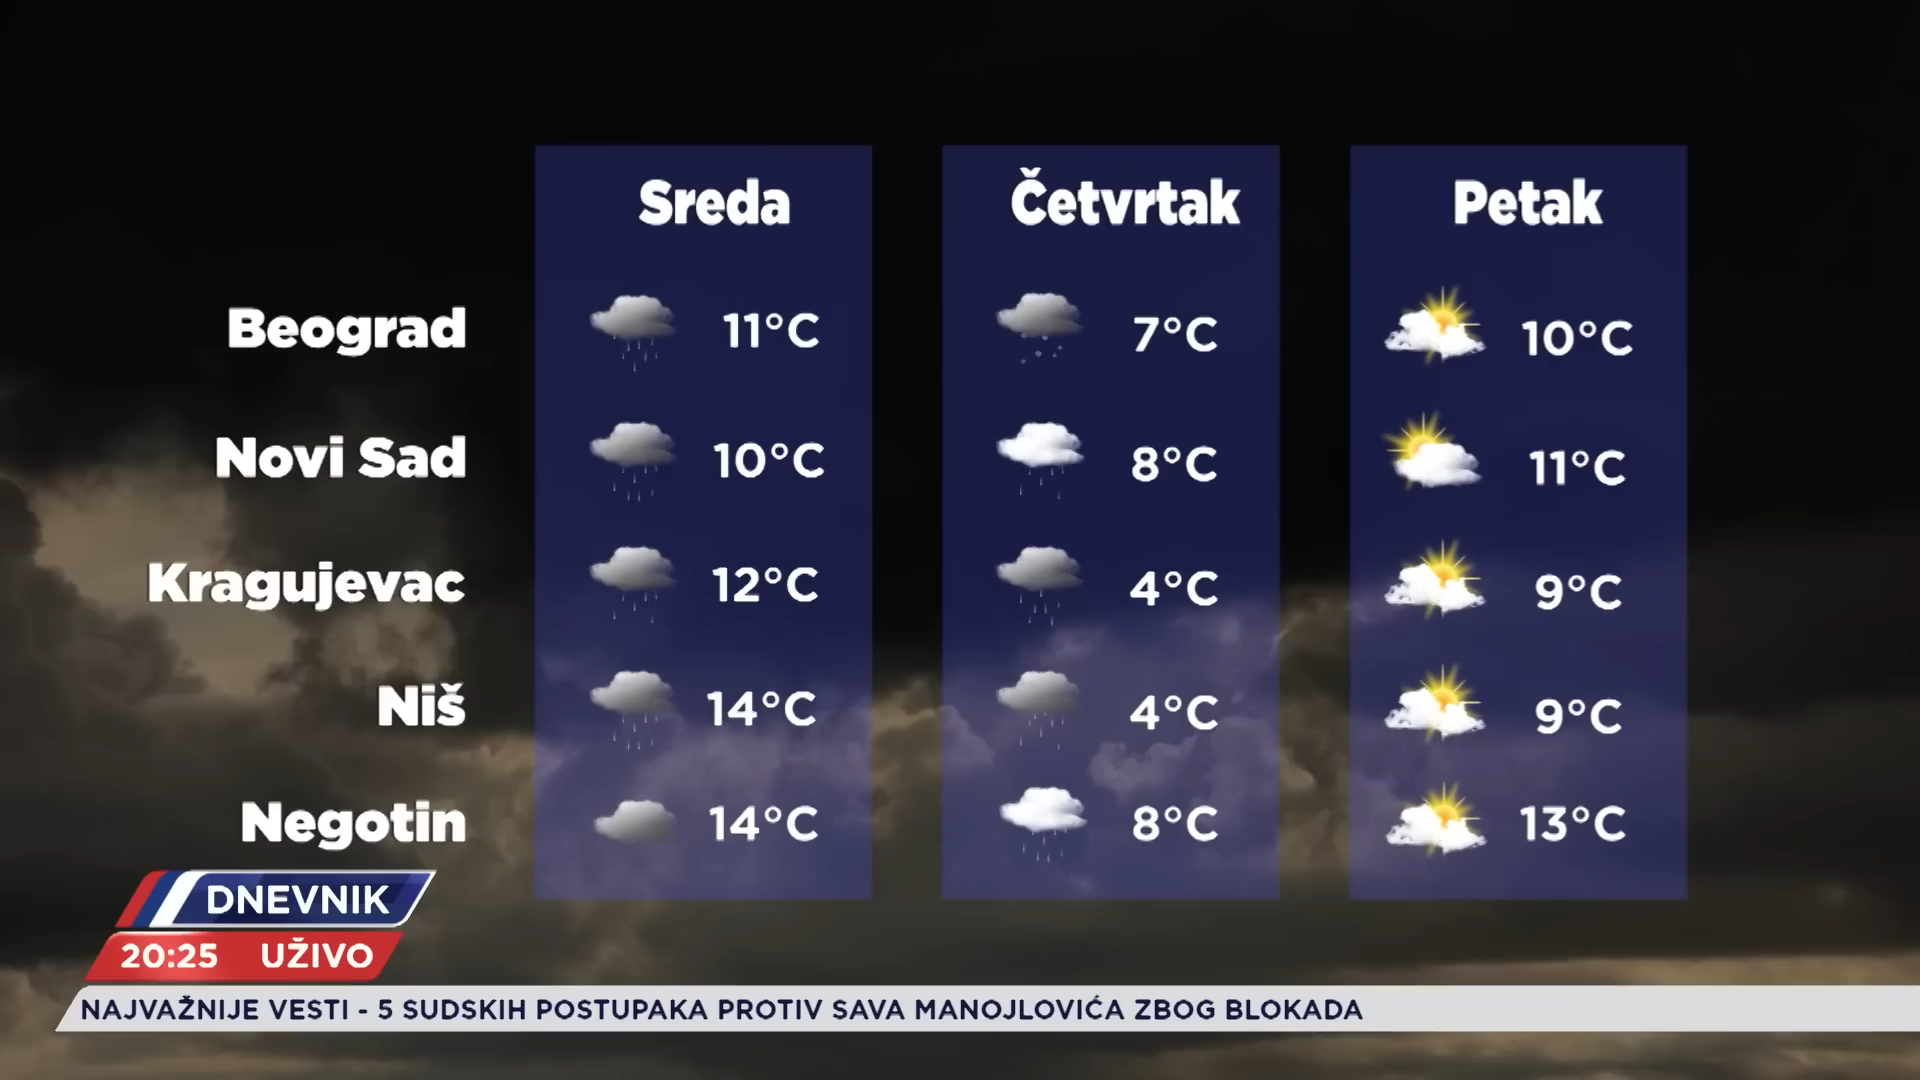 Sreda Četvrtak Petak
Beograd 11°C 7°C 10°C
Novi Sad 10°C 8°C 11°C
Kragujevac 12°C 4°C 9°C
Niš 14°C 4°C 9°C
Negotin 14°C 8°C 13°C
DNEVNIK
20:25 UŽIVO
NAJVAŽNIJE VESTI - 5 SUDSKIH POSTUPAKA PROTIV SAVA MANOJLOVIĆA ZBOG BLOKADA